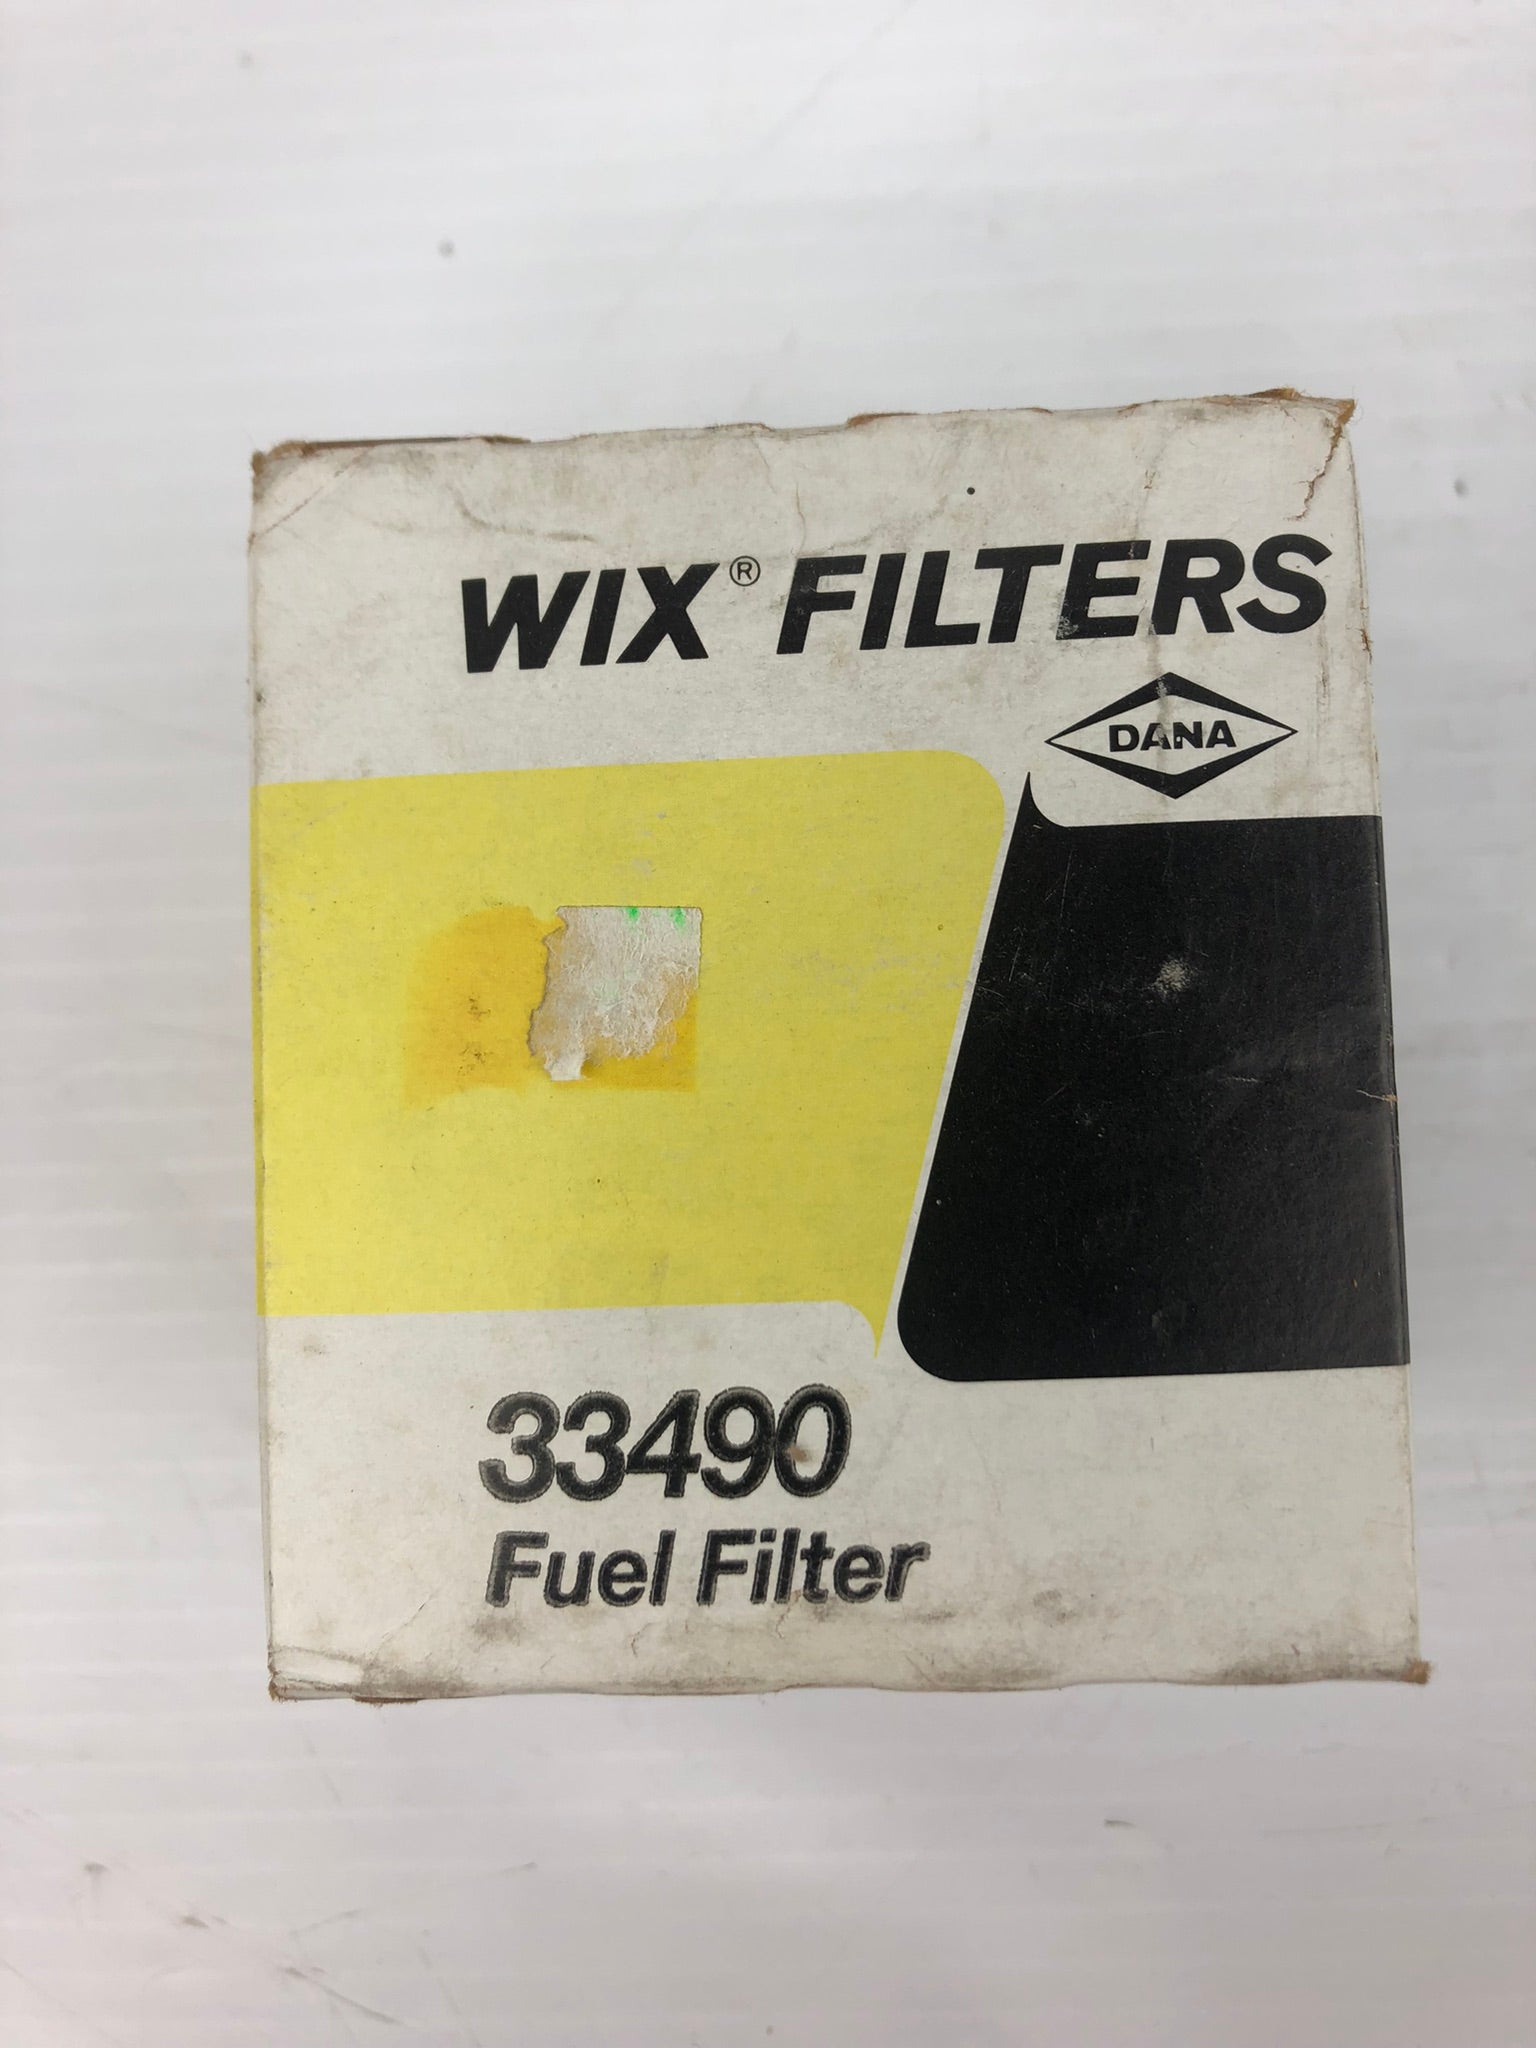 WIX® FILTERS
DANA
33490
Fuel Filter